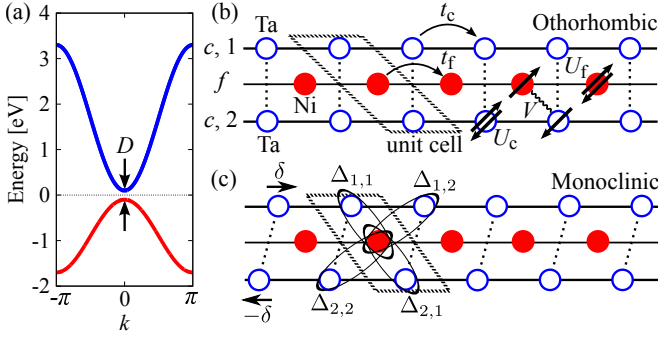 (a)
Energy [eV]
4
3
2
1
0
-1
-2
D
-π 0 π
k
(b)
Ta
t_c
Othorhombic
c, 1
f
t_f
U_f
Ni
V
c, 2
U_c
Ta
unit cell
(c)
δ
Δ_{1,1}
Δ_{1,2}
Monoclinic
-δ
Δ_{2,2}
Δ_{2,1}